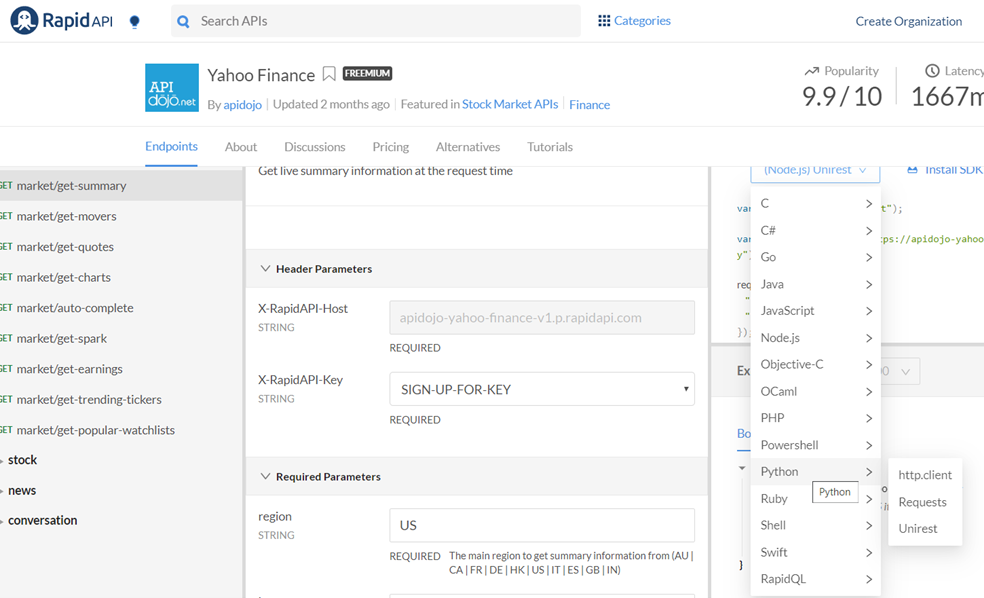 RapidAPI
Search APIs
Categories
Create Organization
API
dojo.net
Yahoo Finance
FREEMIUM
By apidojo | Updated 2 months ago | Featured in Stock Market APIs | Finance
Popularity
9.9 / 10
Latency
1667m
Endpoints
About
Discussions
Pricing
Alternatives
Tutorials
GET market/get-summary
GET market/get-movers
GET market/get-quotes
GET market/get-charts
GET market/auto-complete
GET market/get-spark
GET market/get-earnings
GET market/get-trending-tickers
GET market/get-popular-watchlists
stock
news
conversation
Get live summary information at the request time
Header Parameters
X-RapidAPI-Host
STRING
apidojo-yahoo-finance-v1.p.rapidapi.com
REQUIRED
X-RapidAPI-Key
STRING
SIGN-UP-FOR-KEY
REQUIRED
Required Parameters
region
STRING
US
REQUIRED The main region to get summary information from (AU |
CA | FR | DE | HK | US | IT | ES | GB | IN)
(Node.js) Unirest
Install SDK
t");
ttps://apidojo-yahoo
y"
req
});
Ex
Bo
}
C
C#
Go
Java
JavaScript
Node.js
Objective-C
OCaml
PHP
Powershell
Python
Python
Ruby
Shell
Swift
RapidQL
http.client
Requests
Unirest